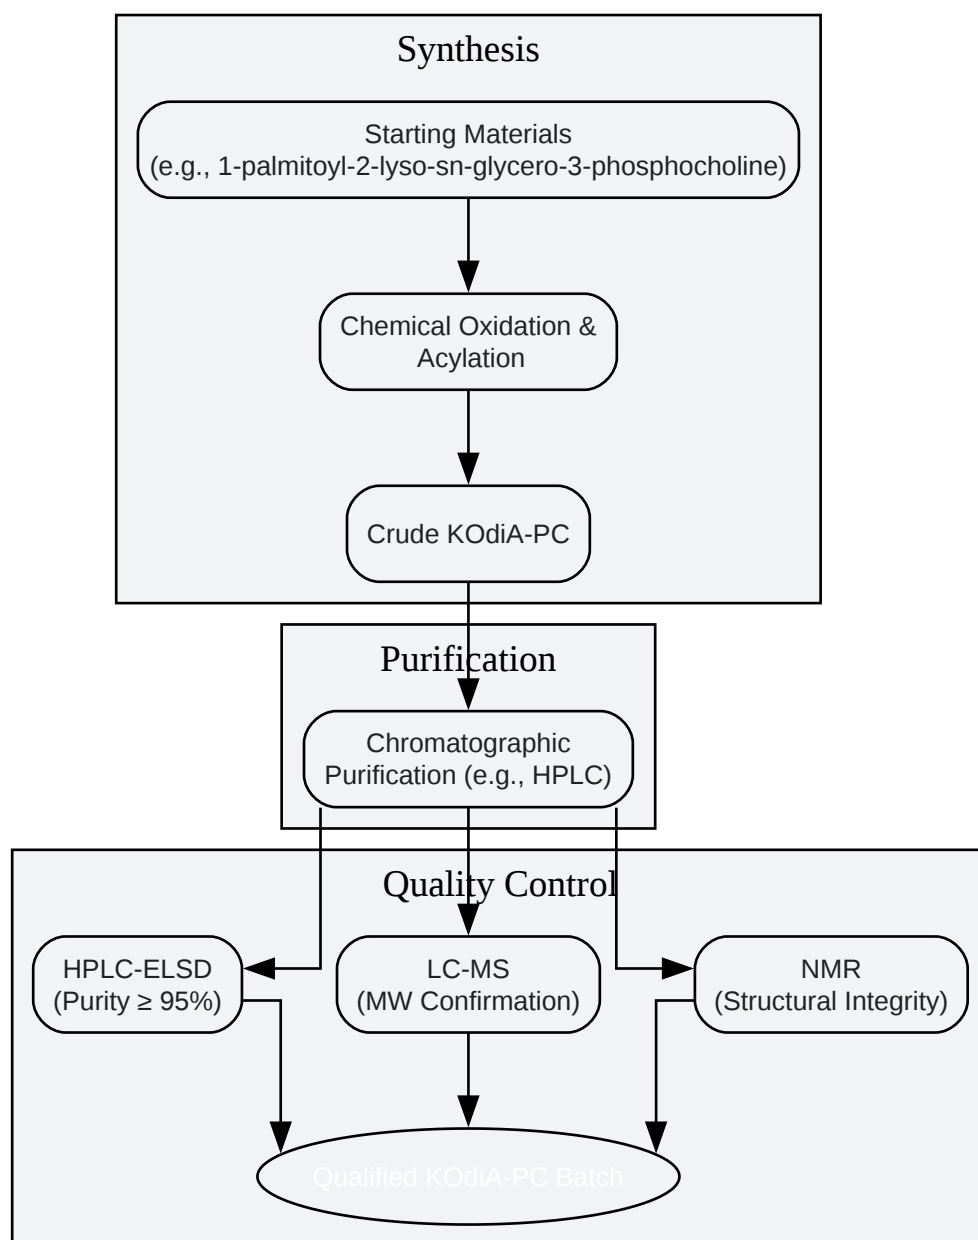 Synthesis
Starting Materials
(e.g., 1-palmitoyl-2-lyso-sn-glycero-3-phosphocholine)
Chemical Oxidation &
Acylation
Crude KOdiA-PC
Purification
Chromatographic
Purification (e.g., HPLC)
Quality Control
HPLC-ELSD
(Purity ≥ 95%)
LC-MS
(MW Confirmation)
NMR
(Structural Integrity)
Qualified KOdiA-PC Batch